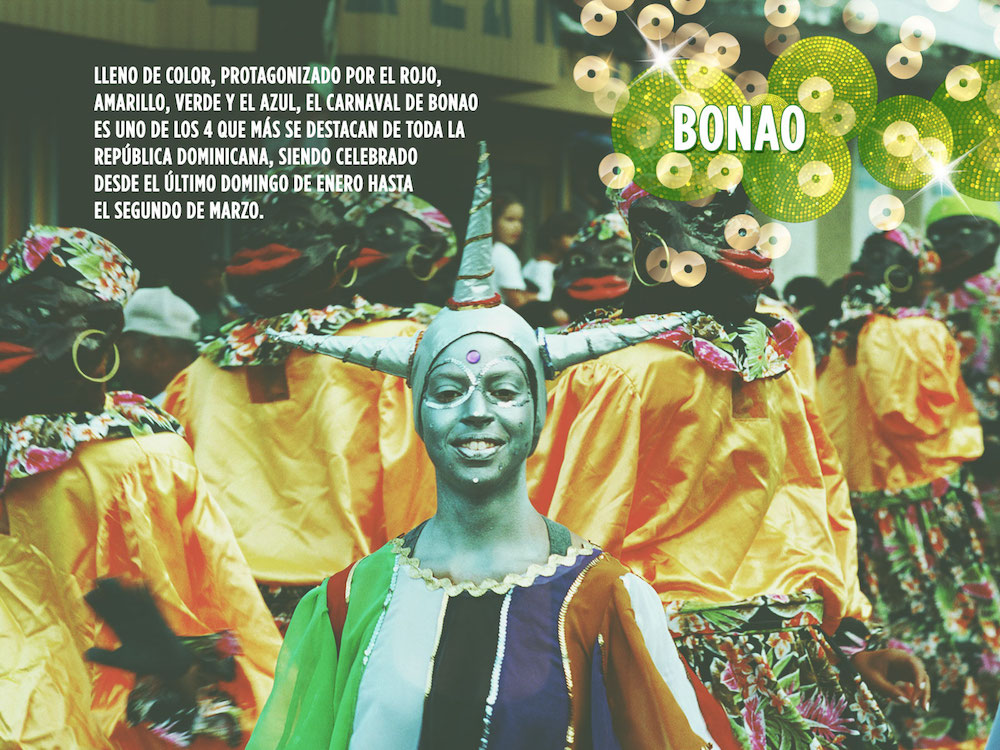 LLENO DE COLOR, PROTAGONIZADO POR EL ROJO,
AMARILLO, VERDE Y EL AZUL, EL CARNAVAL DE BONAO
ES UNO DE LOS 4 QUE MÁS SE DESTACAN DE TODA LA
REPÚBLICA DOMINICANA, SIENDO CELEBRADO
DESDE EL ÚLTIMO DOMINGO DE ENERO HASTA
EL SEGUNDO DE MARZO.
BONAO